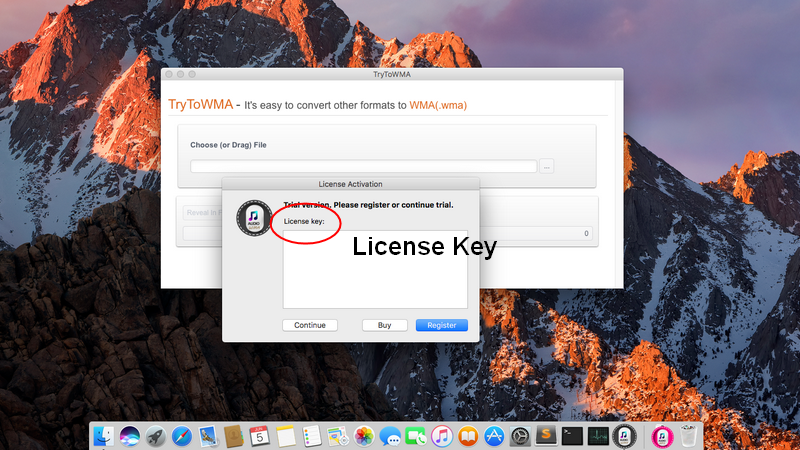 TryToWMA
TryToWMA - It's easy to convert other formats to WMA(.wma)
Choose (or Drag) File
...
License Activation
Trial version, Please register or continue trial.
License key:
Reveal In F
0
License Key
AUDIO
Continue
Buy
Register
5